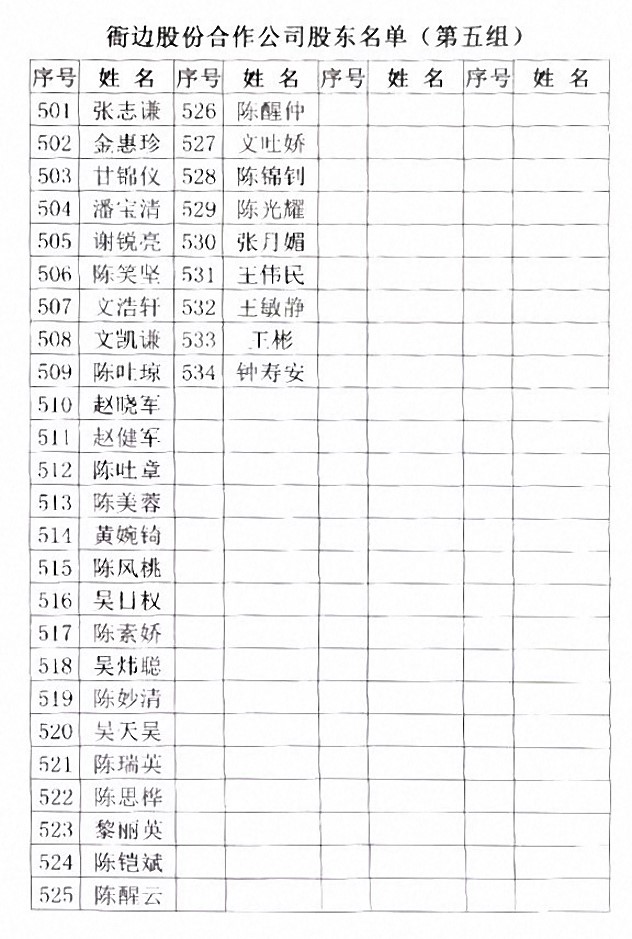 衙边股份合作公司股东名单（第五组）
序号 姓名 序号 姓名 序号 姓名 序号 姓名
501 张志谦 526 陈醒仲
502 金惠珍 527 文吐娇
503 甘锦仪 528 陈锦钊
504 潘宝清 529 陈光耀
505 谢锐亮 530 张月媚
506 陈笑坚 531 王伟民
507 文浩轩 532 王敏静
508 文凯谦 533 王彬
509 陈吐琼 534 钟寿安
510 赵晓军
511 赵健军
512 陈吐章
513 陈美蓉
514 黄婉锜
515 陈风桃
516 吴日权
517 陈素娇
518 吴炜聪
519 陈妙清
520 吴天昊
521 陈瑞英
522 陈思桦
523 黎丽英
524 陈铠斌
525 陈醒云